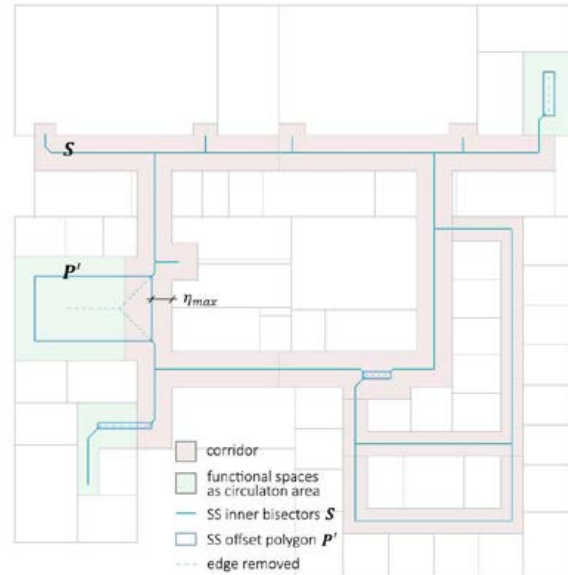 S
P'
η_max
corridor
functional spaces
as circulaton area
SS inner bisectors S
SS offset polygon P'
edge removed